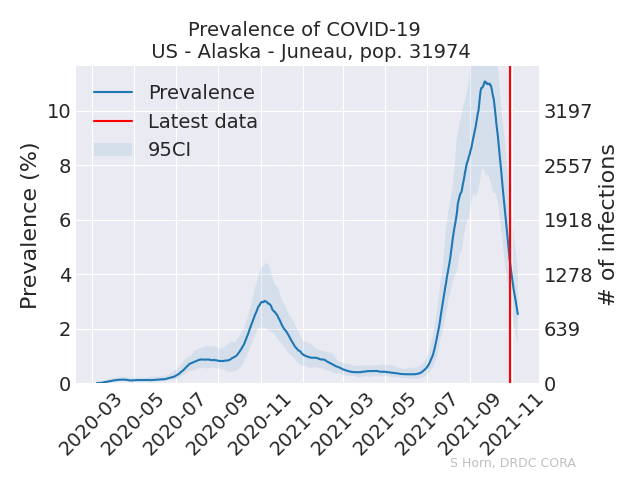 Prevalence of COVID-19
US - Alaska - Juneau, pop. 31974
Prevalence
Latest data
95CI
Prevalence (%)
10
8
6
4
2
0
3197
2557
1918
1278
639
0
# of infections
2020-03
2020-05
2020-07
2020-09
2020-11
2021-01
2021-03
2021-05
2021-07
2021-09
2021-11
S Horn, DRDC CORA